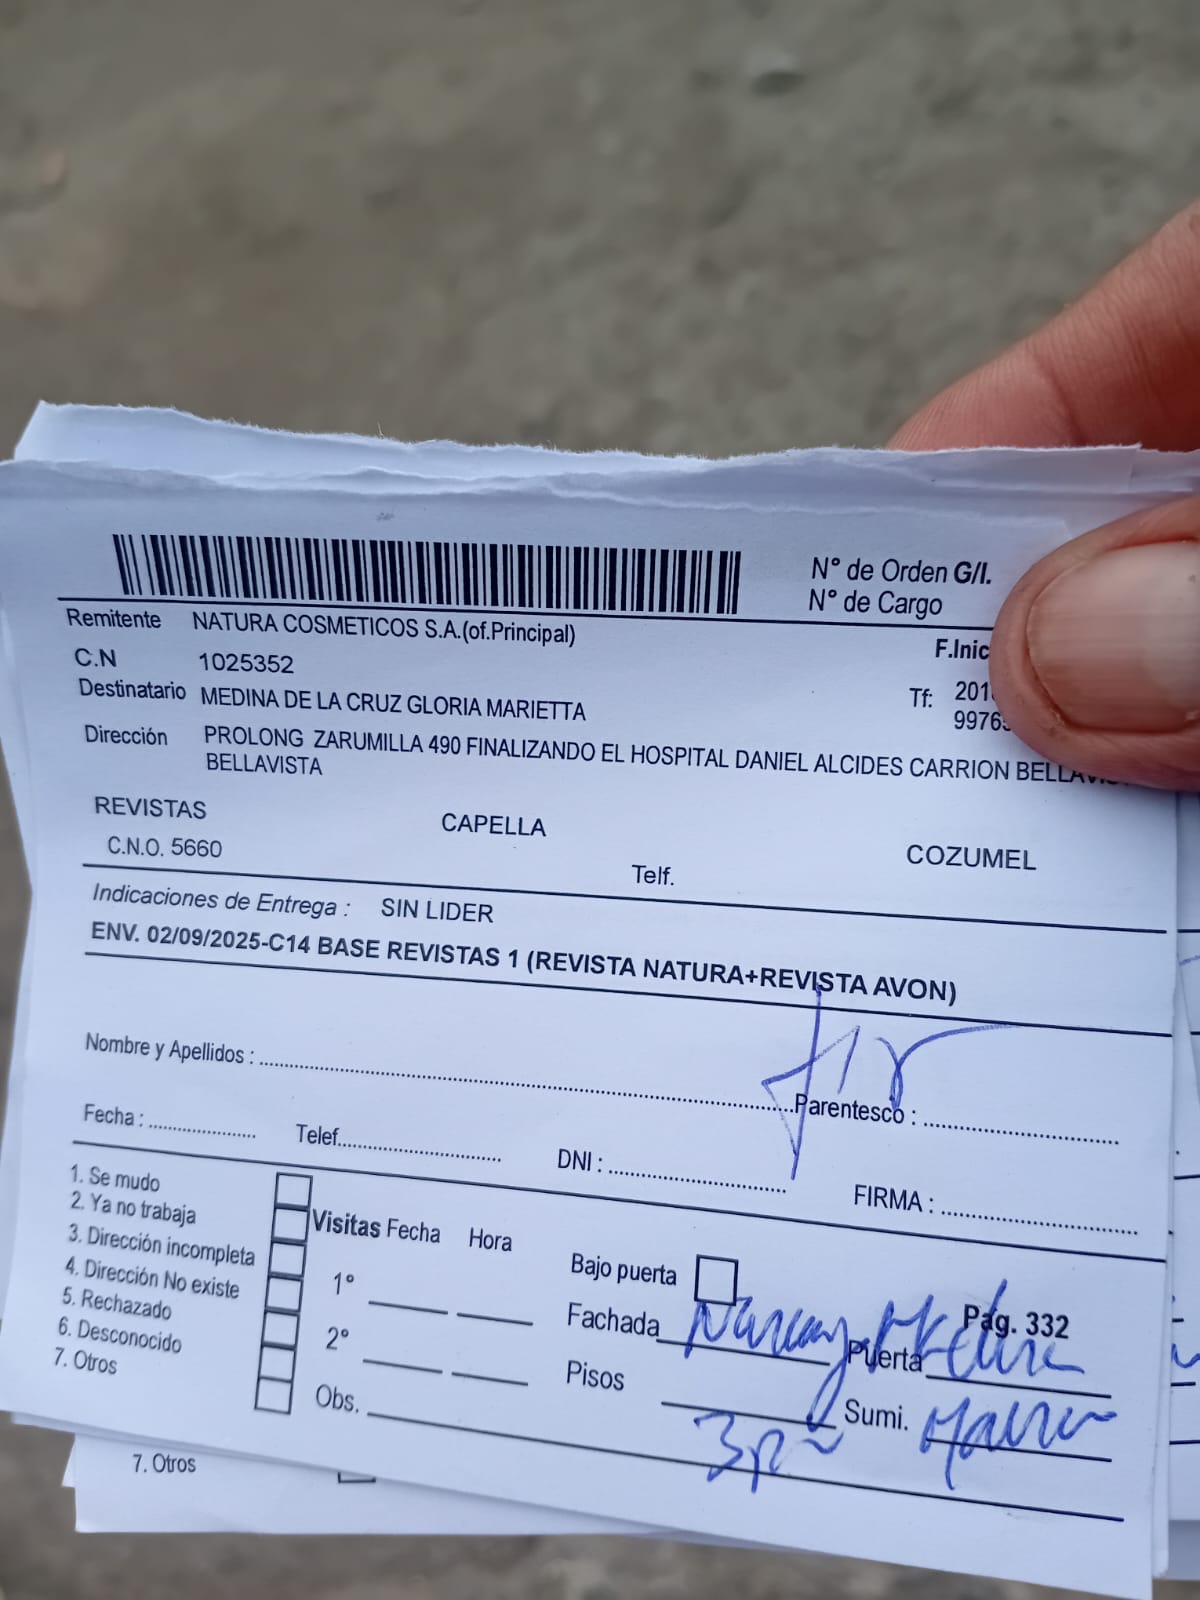 N° de Orden G/I.
N° de Cargo
Remitente NATURA COSMETICOS S.A.(of.Principal)
F.Inic
C.N 1025352
Tf: 201
Destinatario MEDINA DE LA CRUZ GLORIA MARIETTA
9976
Dirección PROLONG ZARUMILLA 490 FINALIZANDO EL HOSPITAL DANIEL ALCIDES CARRION BELLAVIS
BELLAVISTA
REVISTAS CAPELLA COZUMEL
C.N.O. 5660 Telf.
Indicaciones de Entrega : SIN LIDER
ENV. 02/09/2025-C14 BASE REVISTAS 1 (REVISTA NATURA+REVISTA AVON)
Nombre y Apellidos : Parentesco :
Fecha : Telef. DNI : FIRMA :
1. Se mudo
2. Ya no trabaja
3. Dirección incompleta
4. Dirección No existe
5. Rechazado
6. Desconocido
7. Otros
Visitas Fecha Hora
1°
2°
Obs.
Bajo puerta
Pág. 332
Fachada Puerta
Pisos Sumi.
7. Otros